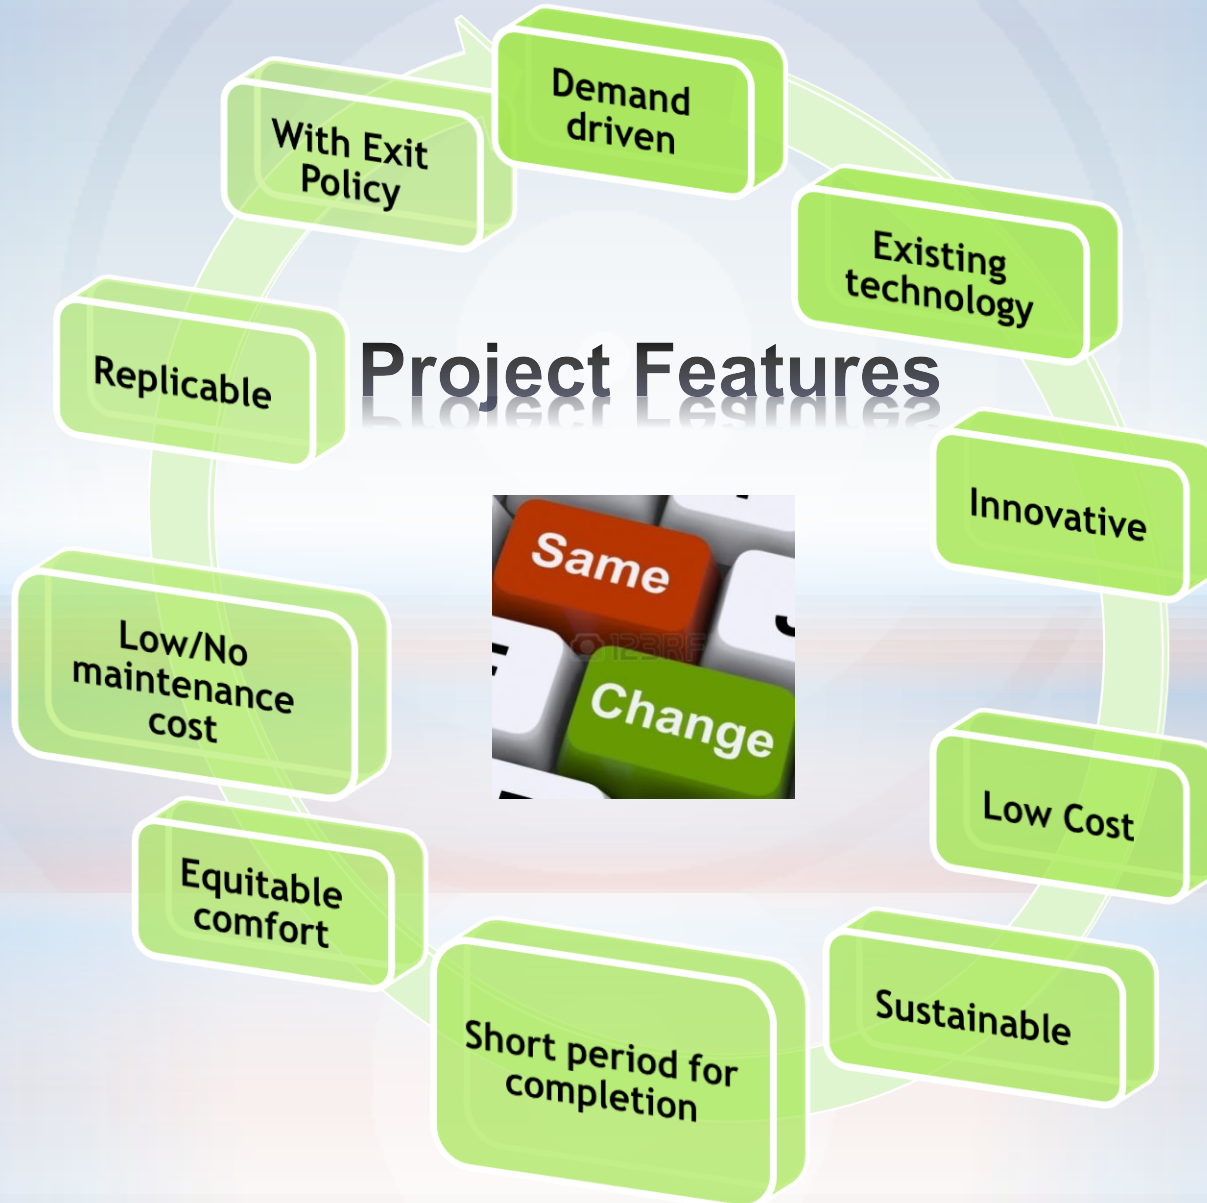 Demand
driven
With Exit
Policy
Existing
technology
Replicable
Project Features
Innovative
Same
123RF
Change
Low/No
maintenance
cost
Low Cost
Equitable
comfort
Sustainable
Short period for
completion